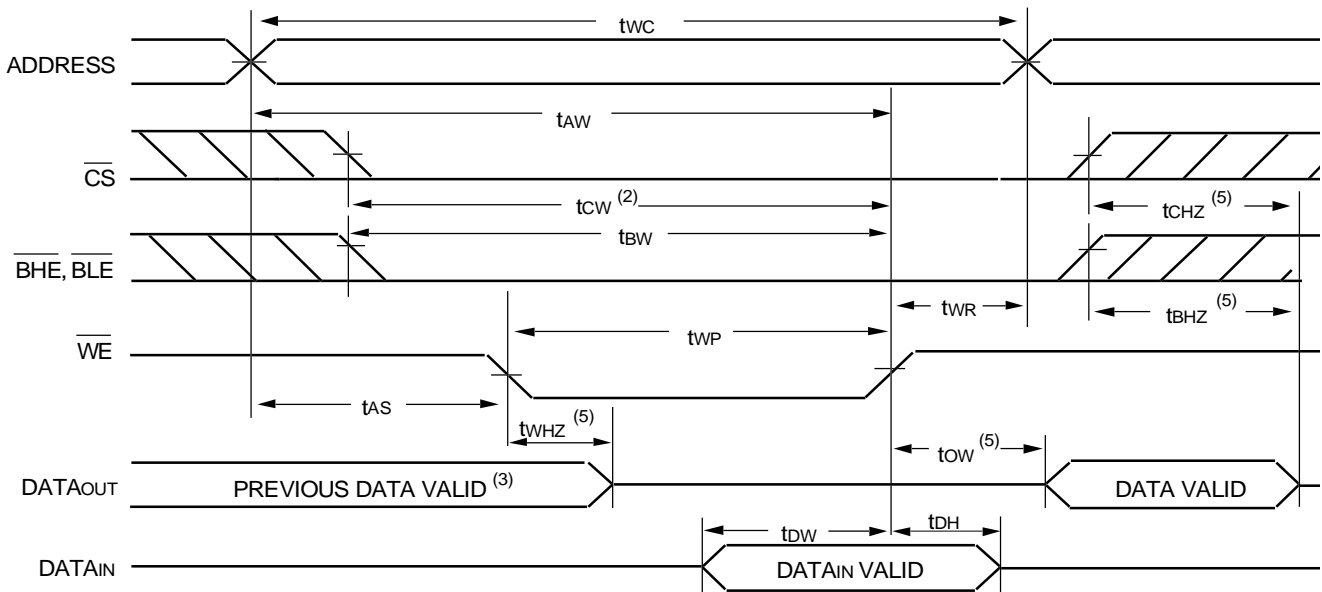 tWC
ADDRESS
tAW
CS
tCW (2)
tCHZ (5)
tBW
BHE, BLE
tWR
tBHZ (5)
tWP
WE
tAS
tWHZ (5)
tOW (5)
DATAOUT
PREVIOUS DATA VALID (3)
DATA VALID
tDW
tDH
DATAIN
DATAIN VALID